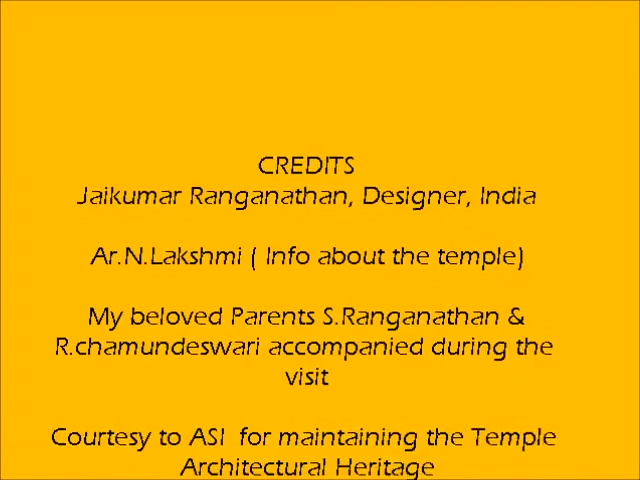 CREDITS
Jaikumar Ranganathan, Designer, India
Ar.N.Lakshmi ( Info about the temple)
My beloved Parents S.Ranganathan &
R.chamundeswari accompanied during the
visit
Courtesy to ASI  for maintaining the Temple
Architectural Heritage